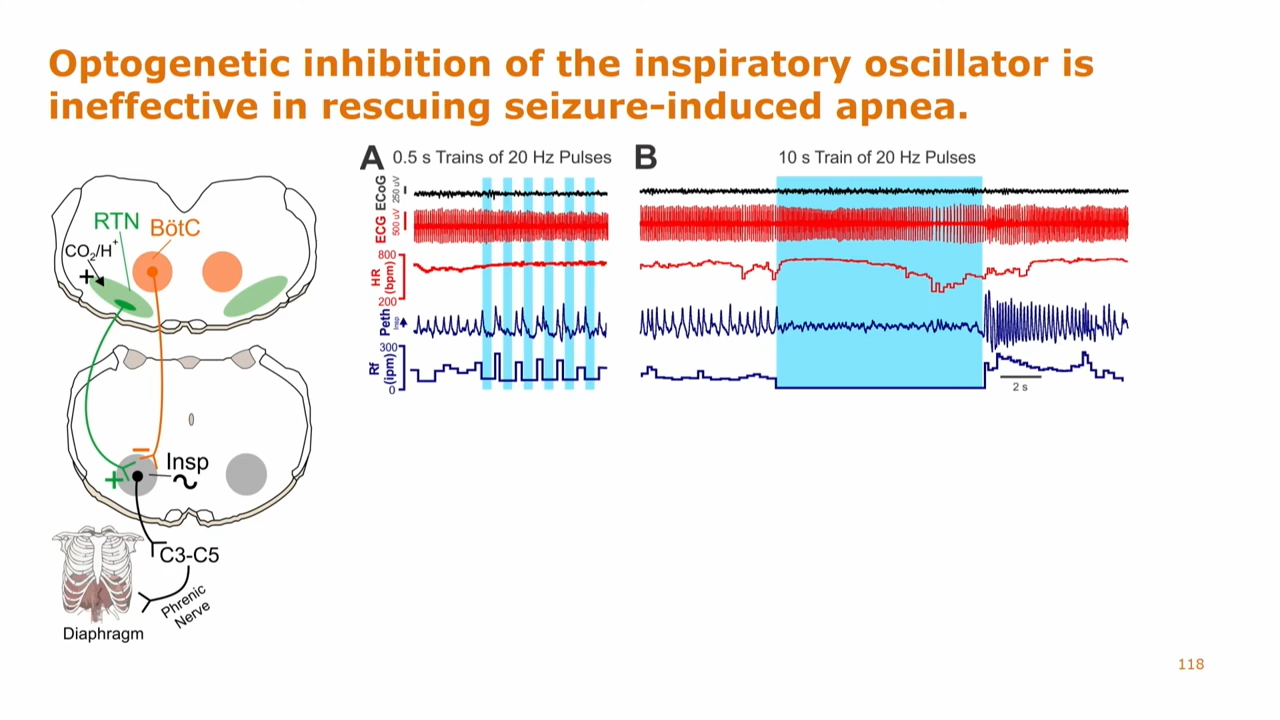 Optogenetic inhibition of the inspiratory oscillator is
ineffective in rescuing seizure-induced apnea.
RTN
BötC
CO2/H+
+
−
+
Insp
~
C3-C5
Phrenic
Nerve
Diaphragm
A 0.5 s Trains of 20 Hz Pulses
ECoG
250 uV
ECG
500 uV
HR
(bpm)
800
200
Peth
Insp
Rf
(ipm)
300
0
B 10 s Train of 20 Hz Pulses
2 s
118